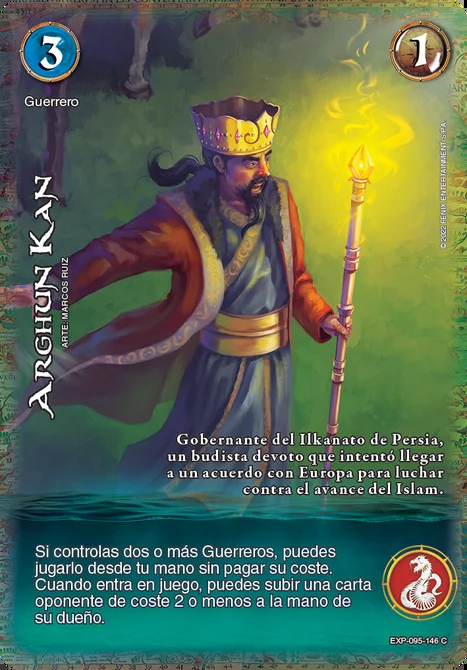 3
1
Guerrero
ARGHUN KAN
ARTE: MARCOS RUIZ
© 2022 FENIX ENTERTAINMENT S.P.A.
Gobernante del Ilkanato de Persia,
un budista devoto que intentó llegar
a un acuerdo con Europa para luchar
contra el avance del Islam.
Si controlas dos o más Guerreros, puedes
jugarlo desde tu mano sin pagar su coste.
Cuando entra en juego, puedes subir una carta
oponente de coste 2 o menos a la mano de
su dueño.
EXP-095-146 C